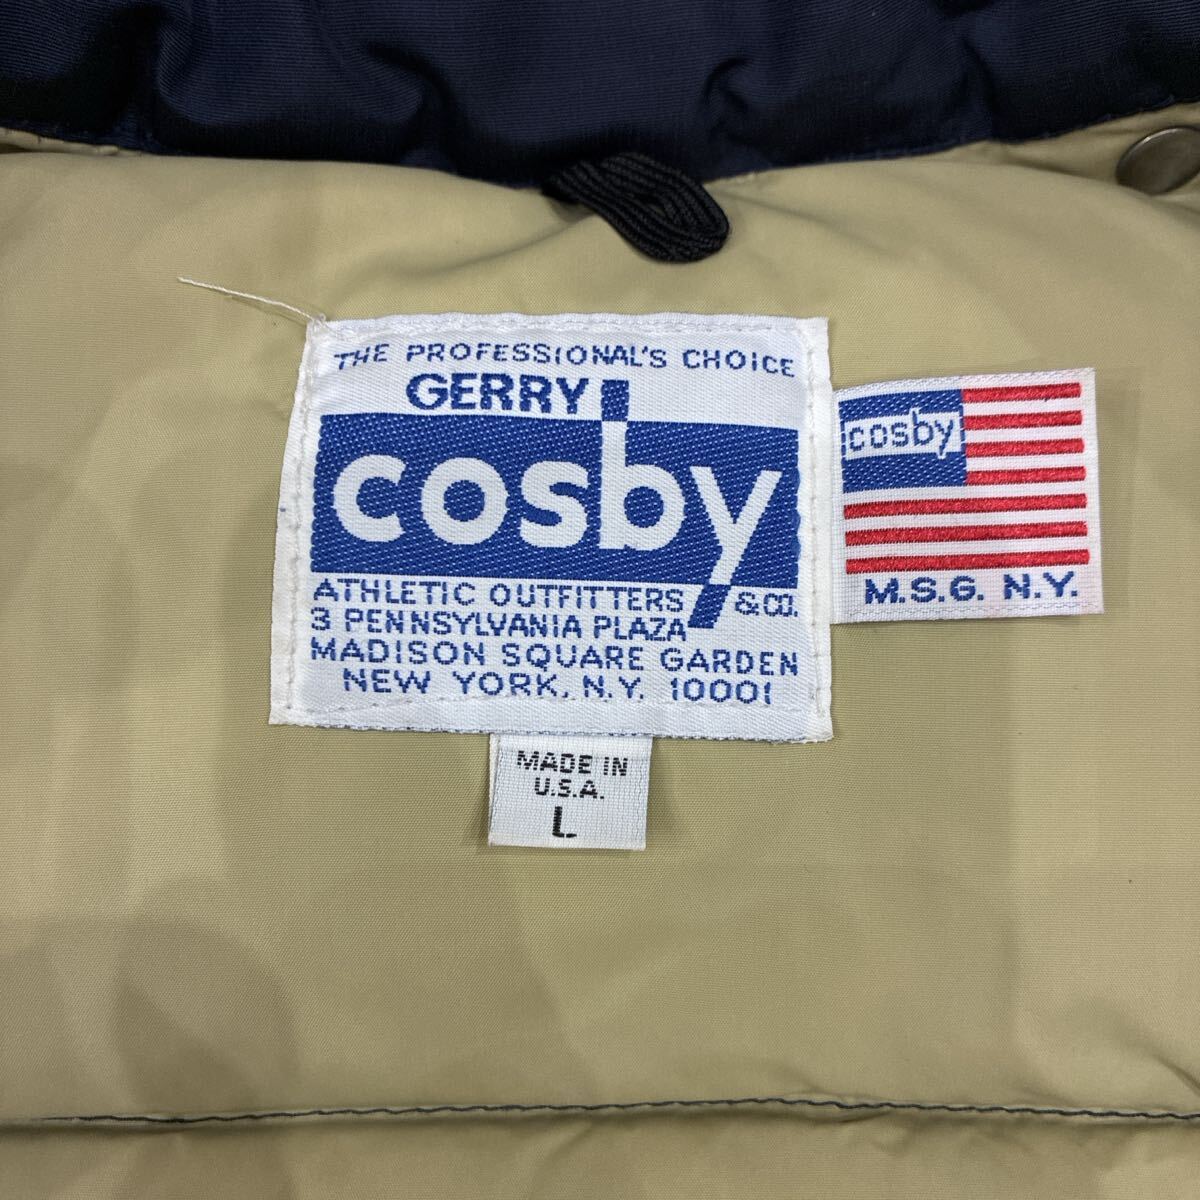 THE PROFESSIONAL'S CHOICE
GERRY
cosby
ATHLETIC OUTFITTERS & CO.
3 PENNSYLVANIA PLAZA
MADISON SQUARE GARDEN
NEW YORK, N.Y. 10001
cosby
M.S.G. N.Y.
MADE IN
U.S.A.
L